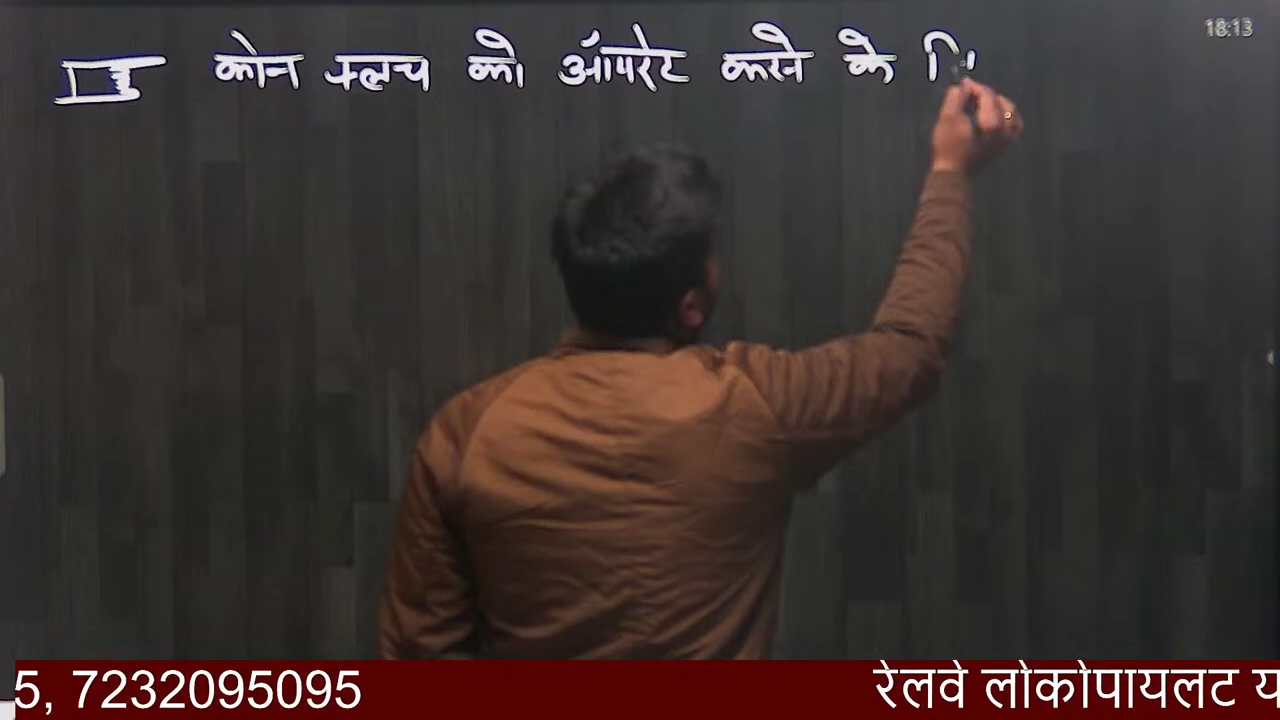 18:13
कोन क्लच को ऑपरेट करने के
5, 7232095095 रेलवे लोकोपायलट य